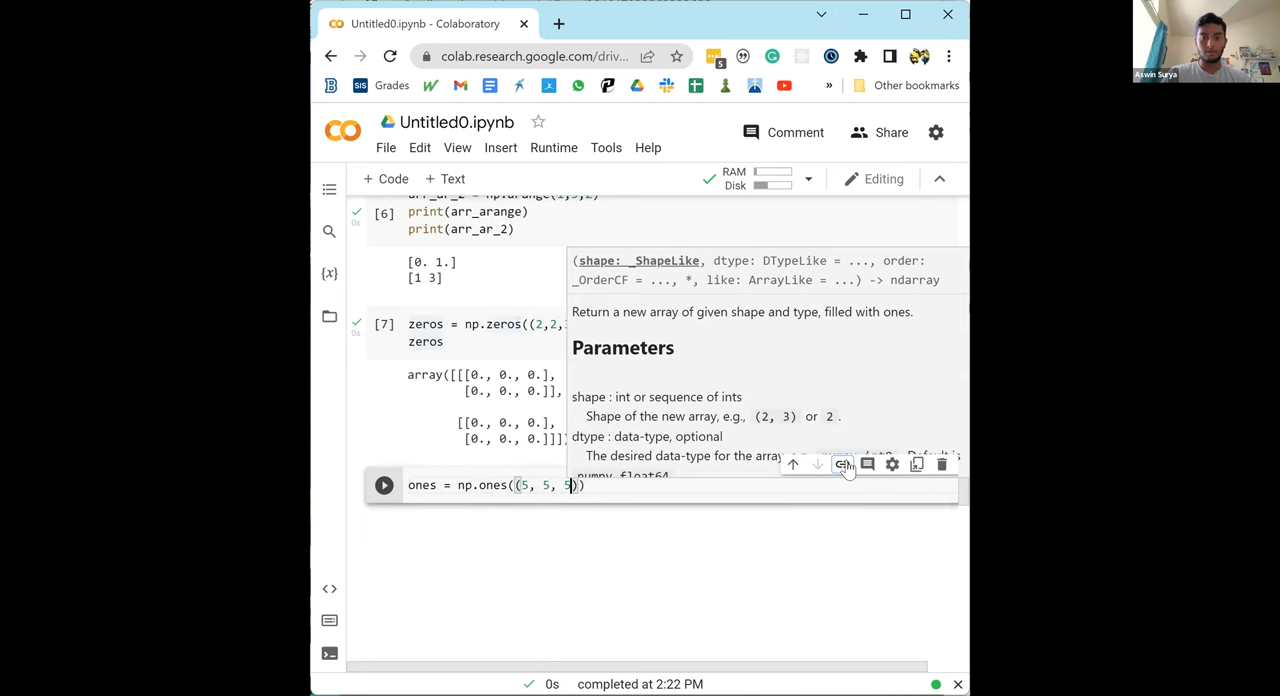 Untitled0.ipynb - Colaboratory
colab.research.google.com/driv...
5
SIS Grades
» Other bookmarks
Untitled0.ipynb
Comment
Share
File Edit View Insert Runtime Tools Help
+ Code + Text
RAM
Disk
Editing
[6]
print(arr_arange)
print(arr_ar_2)
0s
[0. 1.]
[1 3]
(shape: _ShapeLike, dtype: DTypeLike = ..., order:
_OrderCF = ..., *, like: ArrayLike = ...) -> ndarray
Return a new array of given shape and type, filled with ones.
Parameters
shape : int or sequence of ints
Shape of the new array, e.g., (2, 3) or 2.
dtype : data-type, optional
The desired data-type for the array
[7] zeros = np.zeros((2,2,
zeros
0s
array([[[0., 0., 0.],
[0., 0., 0.]],
[[0., 0., 0.],
[0., 0., 0.]]])
ones = np.ones((5, 5, 5))
{x}
0s completed at 2:22 PM
Aswin Surya